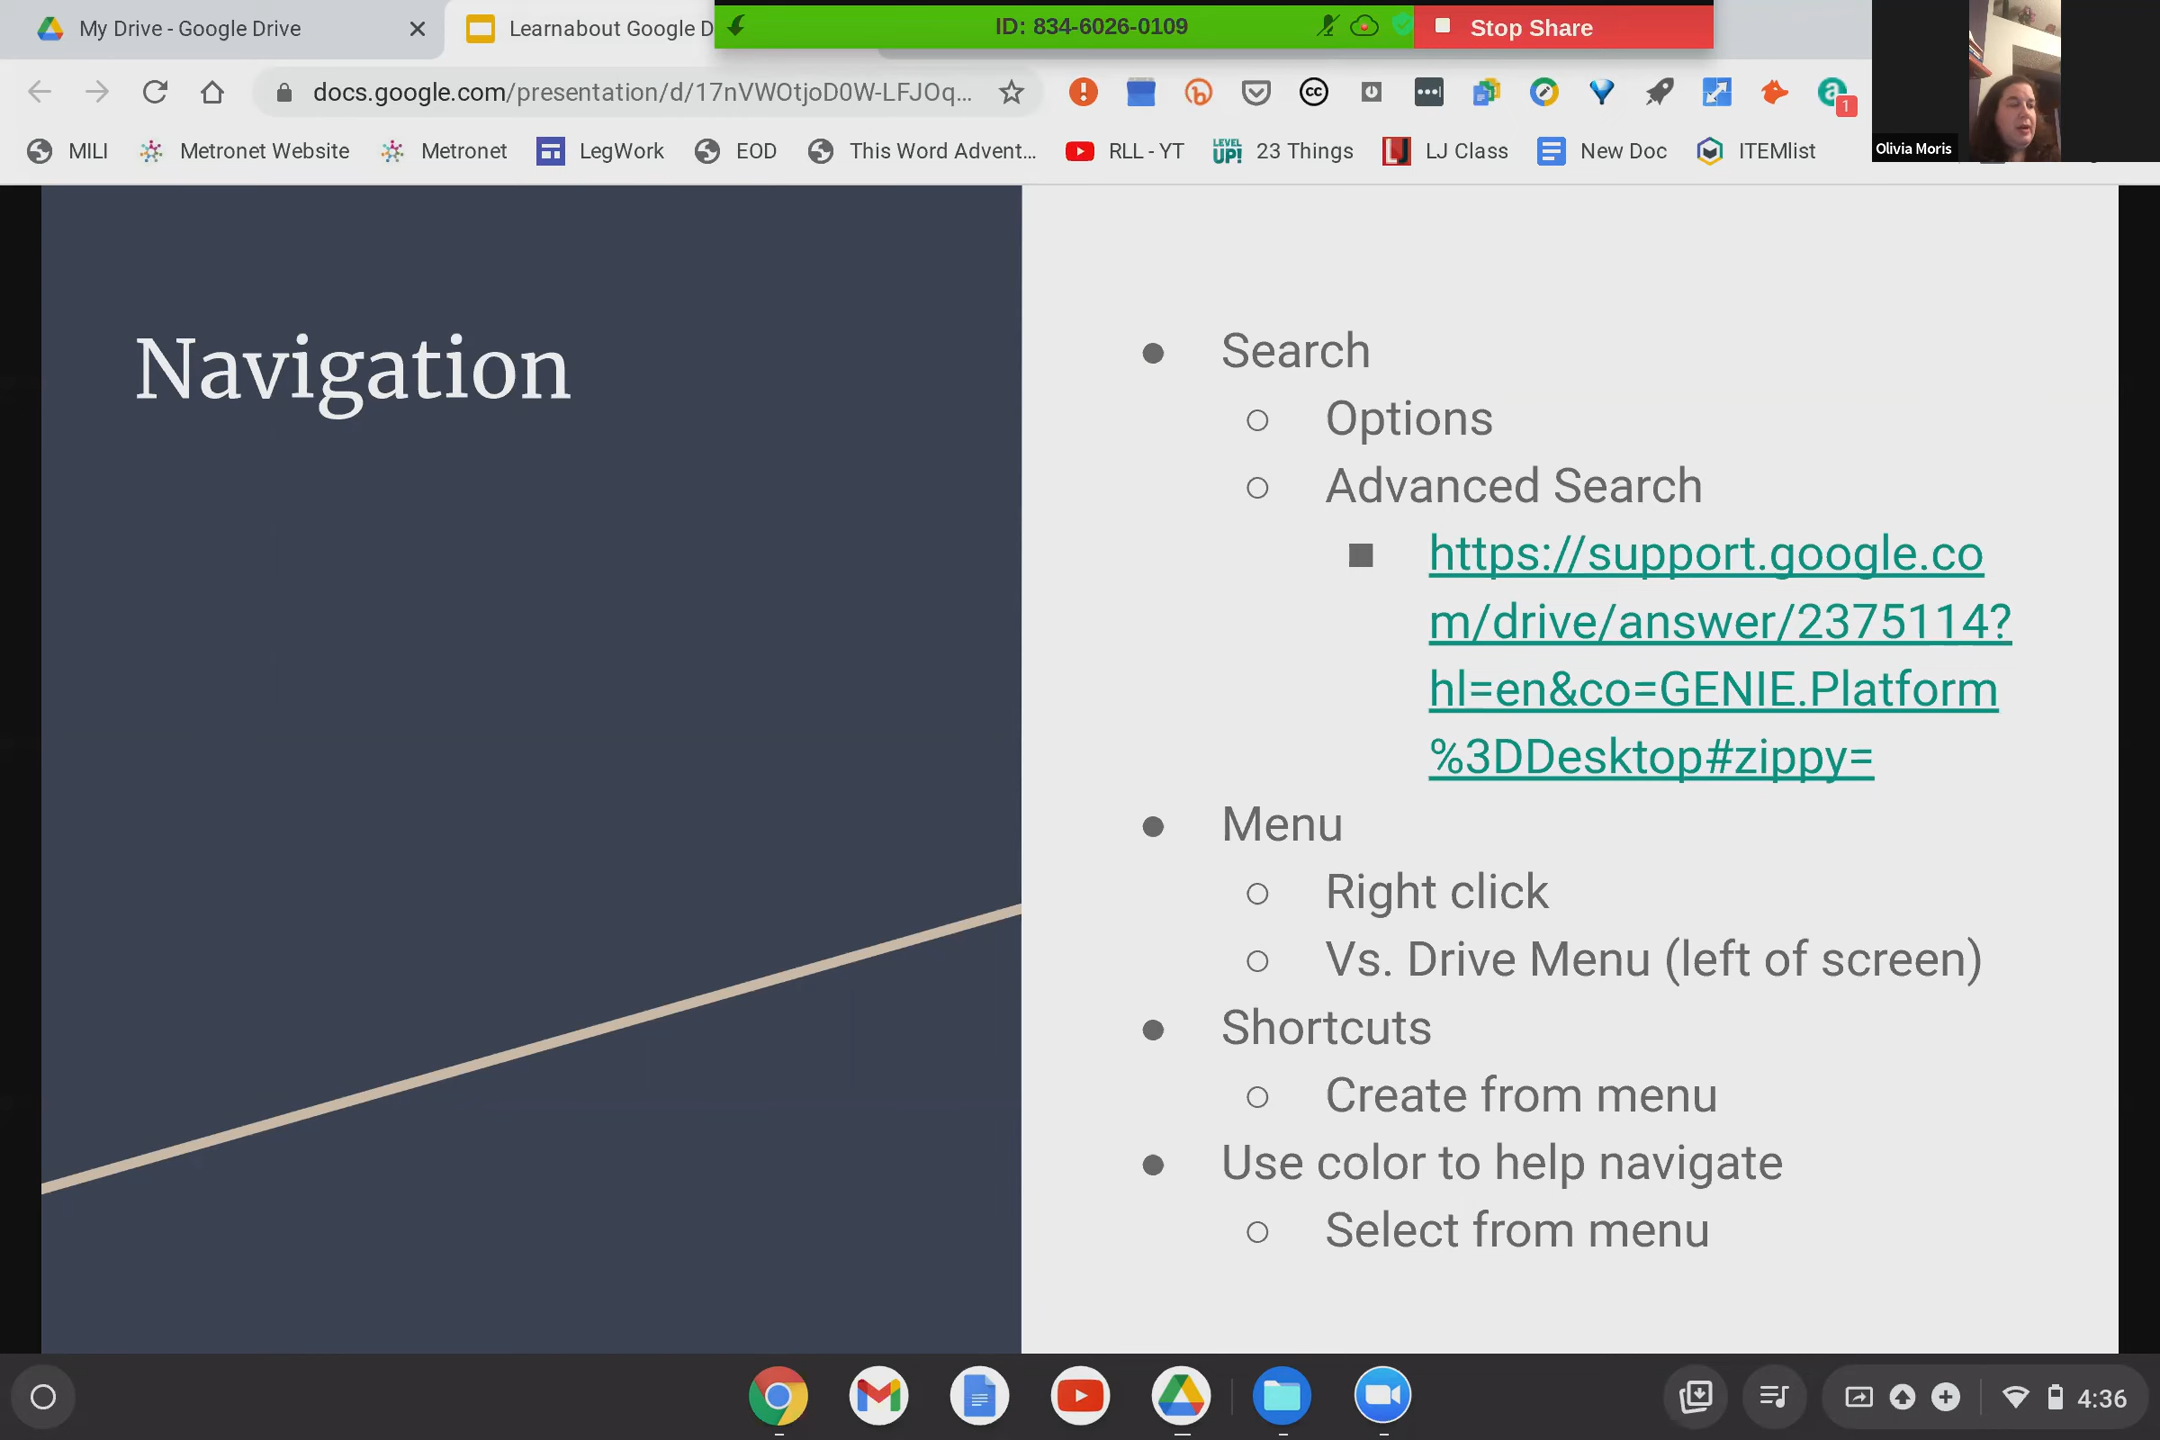 My Drive - Google Drive
Learnabout Google D
ID: 834-6026-0109
Stop Share
docs.google.com/presentation/d/17nVWOtjoD0W-LFJOq...
1
MILI
Metronet Website
Metronet
LegWork
EOD
This Word Advent...
RLL - YT
LEVEL UP!
23 Things
LJ Class
New Doc
ITEMlist
Olivia Moris
Navigation
Search
Options
Advanced Search
https://support.google.co
m/drive/answer/2375114?
hl=en&co=GENIE.Platform
%3DDesktop#zippy=
Menu
Right click
Vs. Drive Menu (left of screen)
Shortcuts
Create from menu
Use color to help navigate
Select from menu
4:36